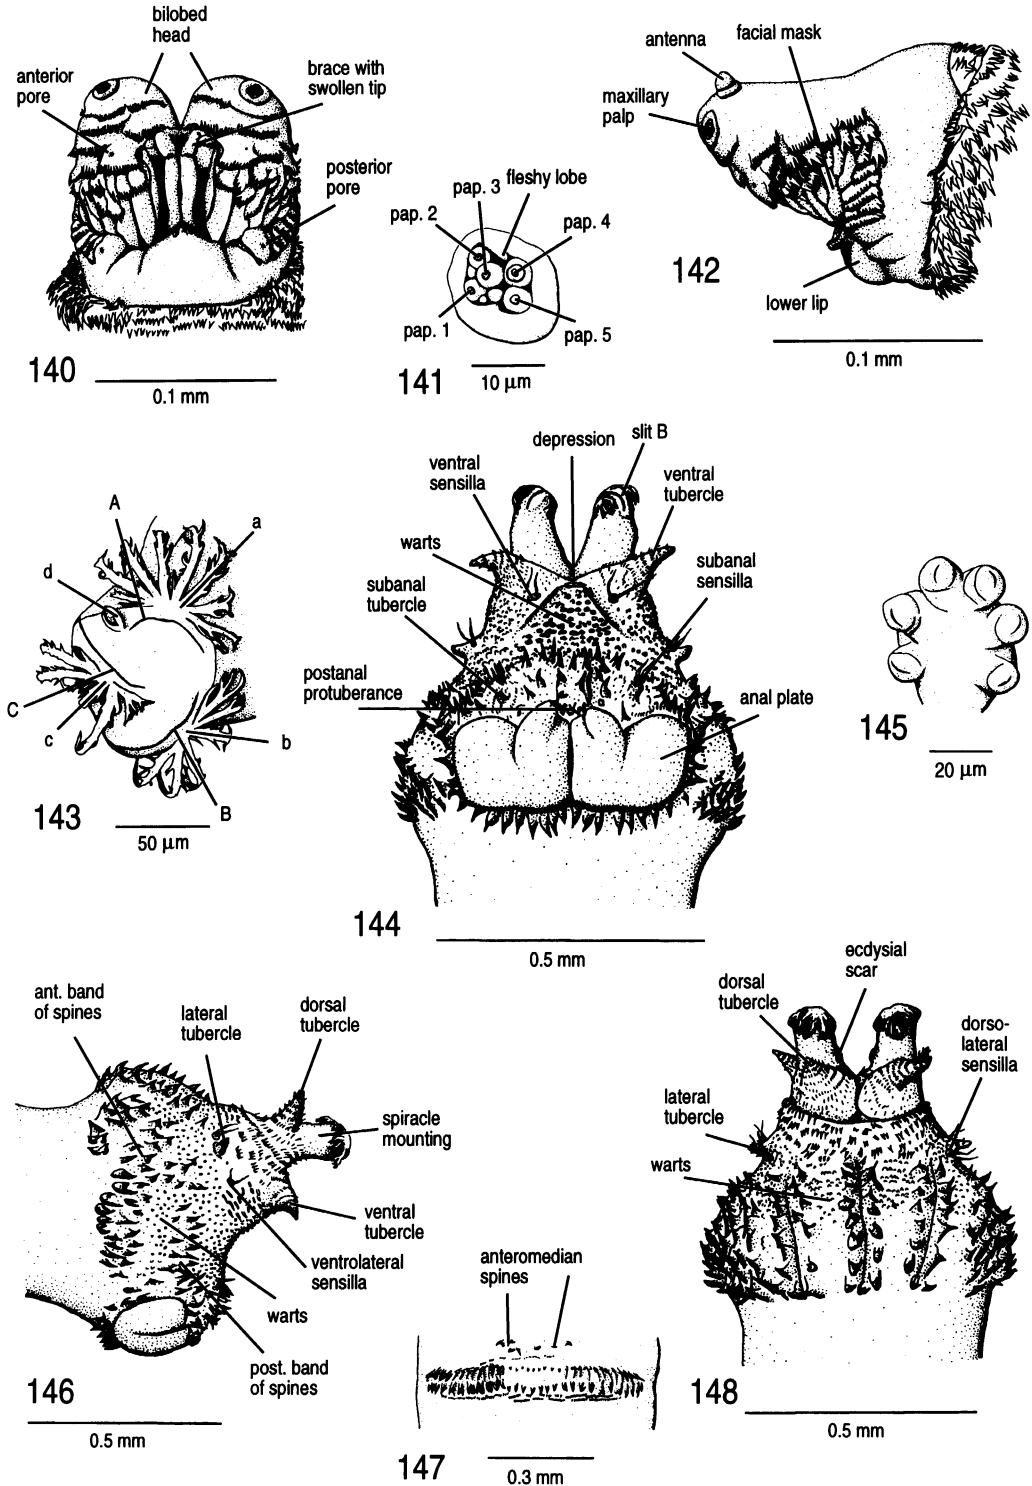 bilobed
head
anterior
pore
brace with
swollen tip
posterior
pore
140
0.1 mm
pap. 3
fleshy lobe
pap. 2
pap. 4
pap. 1
pap. 5
141
10 µm
antenna
facial mask
maxillary
palp
142
lower lip
0.1 mm
A
a
d
C
c
b
B
143
50 µm
depression
slit B
ventral
sensilla
ventral
tubercle
warts
subanal
sensilla
subanal
tubercle
postanal
protuberance
anal plate
144
0.5 mm
145
20 µm
ant. band
of spines
lateral
tubercle
dorsal
tubercle
spiracle
mounting
ventral
tubercle
ventrolateral
sensilla
warts
post. band
of spines
146
0.5 mm
anteromedian
spines
147
0.3 mm
ecdysial
scar
dorsal
tubercle
dorso-
lateral
sensilla
lateral
tubercle
warts
148
0.5 mm